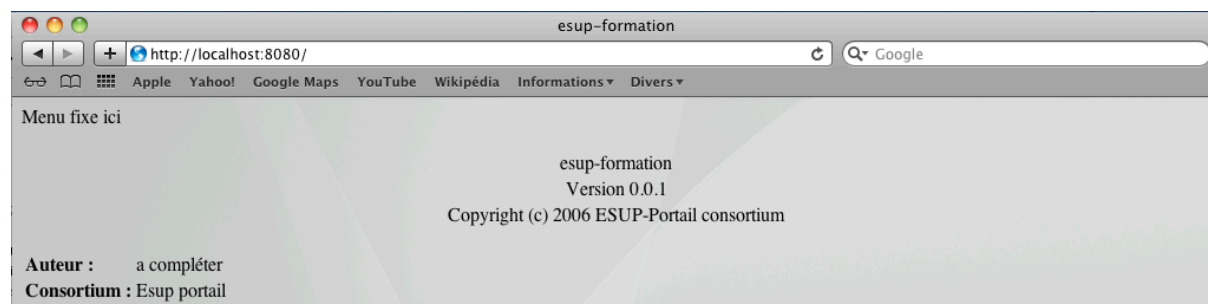 esup-formation
http://localhost:8080/
Google
Apple Yahoo! Google Maps YouTube Wikipédia Informations Divers
Menu fixe ici
esup-formation
Version 0.0.1
Copyright (c) 2006 ESUP-Portail consortium
Auteur : a compléter
Consortium : Esup portail